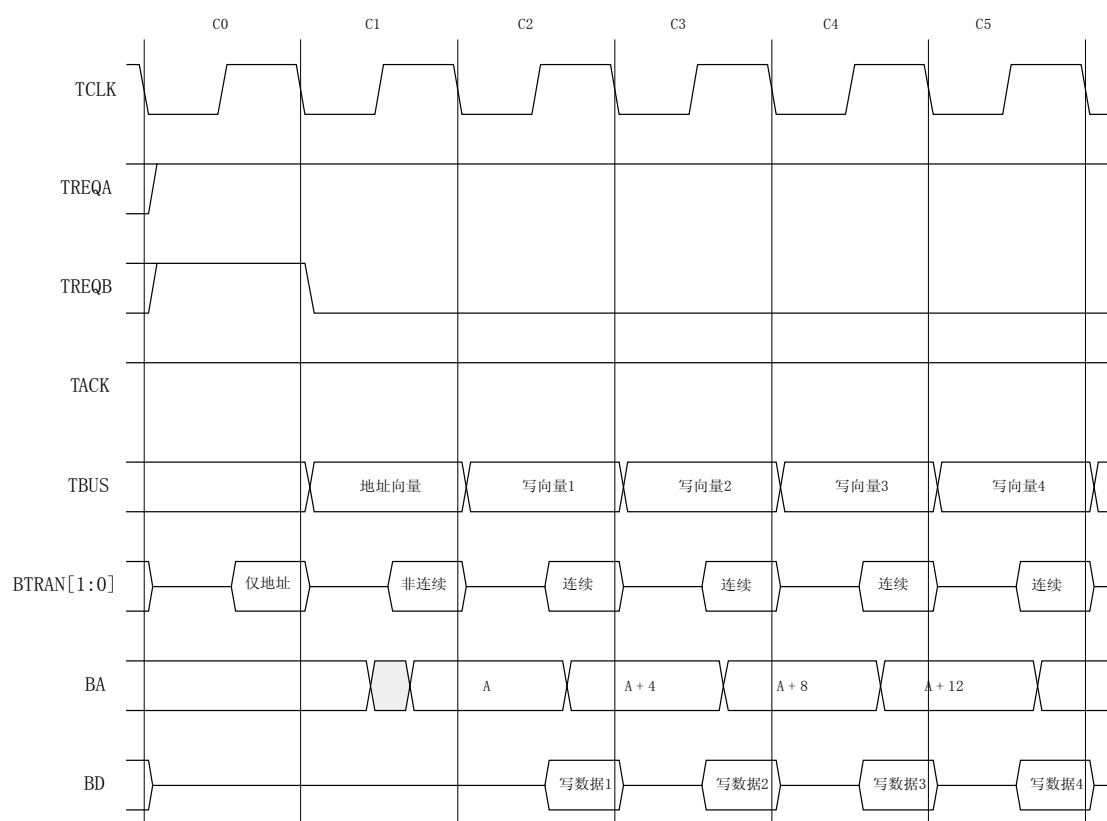 C0 C1 C2 C3 C4 C5
TCLK
TREQA
TREQB
TACK
TBUS 地址向量 写向量1 写向量2 写向量3 写向量4
BTRAN[1:0] 仅地址 非连续 连续 连续 连续 连续
BA A A + 4 A + 8 A + 12
BD 写数据1 写数据2 写数据3 写数据4